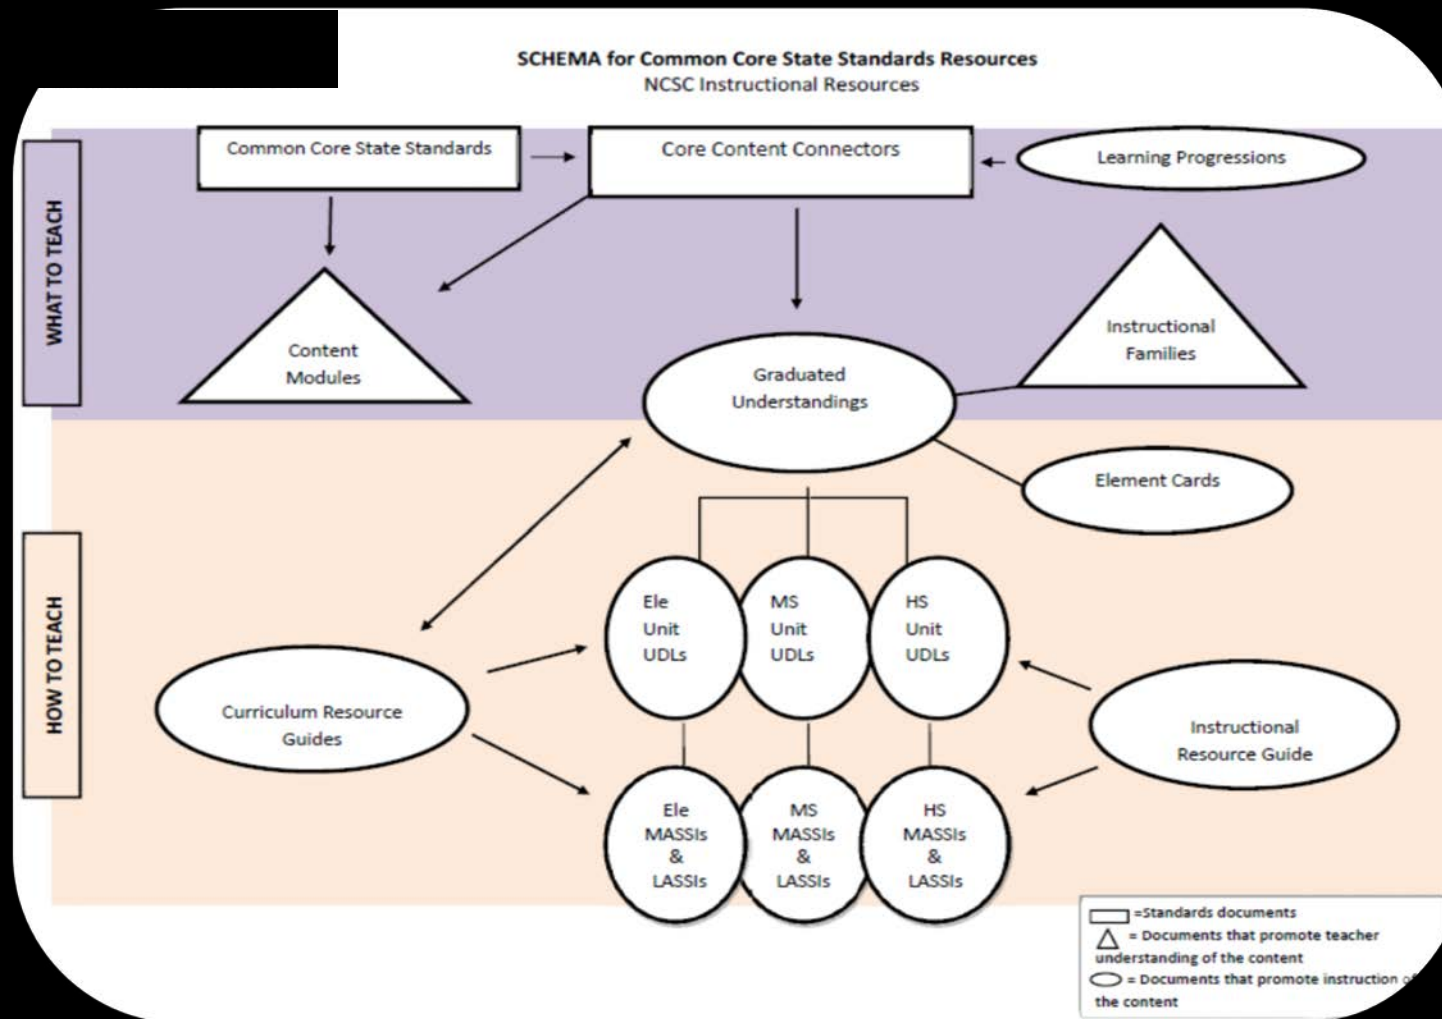 SCHEMA for Common Core State Standards Resources
NCSC Instructional Resources
WHAT TO TEACH
Common Core State Standards
Core Content Connectors
Learning Progressions
Content
Modules
Graduated
Understandings
Instructional
Families
Element Cards
HOW TO TEACH
Ele
Unit
UDLs
MS
Unit
UDLs
HS
Unit
UDLs
Curriculum Resource
Guides
Instructional
Resource Guide
Ele
MASSIs
&
LASSIs
MS
MASSIs
&
LASSIs
HS
MASSIs
&
LASSIs
=Standards documents
= Documents that promote teacher
understanding of the content
= Documents that promote instruction of
the content